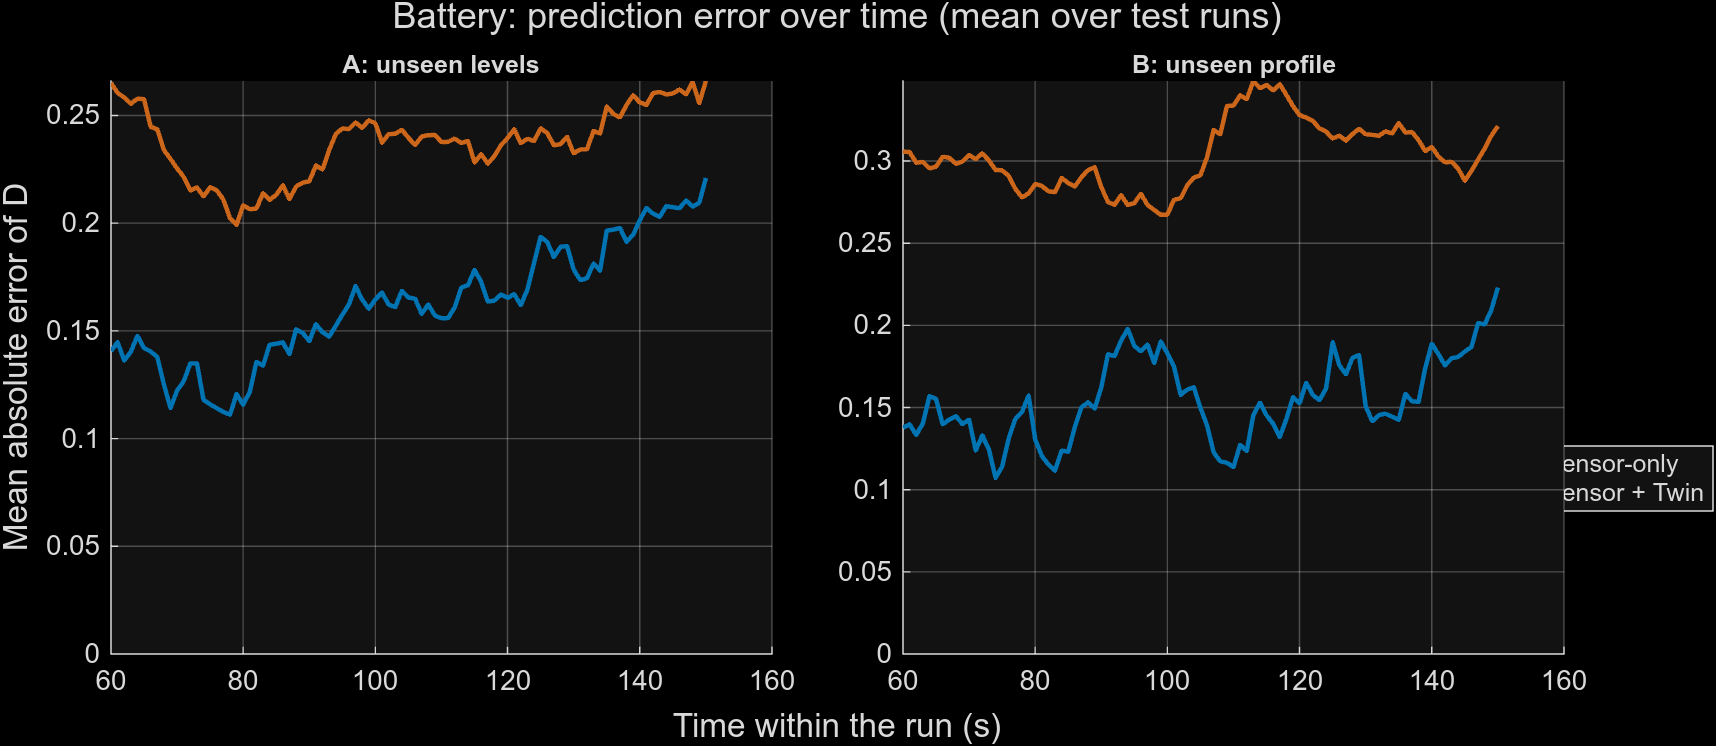 Battery: prediction error over time (mean over test runs)
A: unseen levels
B: unseen profile
Mean absolute error of D
0.25
0.2
0.15
0.1
0.05
0
60 80 100 120 140 160
0.3
0.25
0.2
0.15
0.1
0.05
0
60 80 100 120 140 160
ensor-only
ensor + Twin
Time within the run (s)